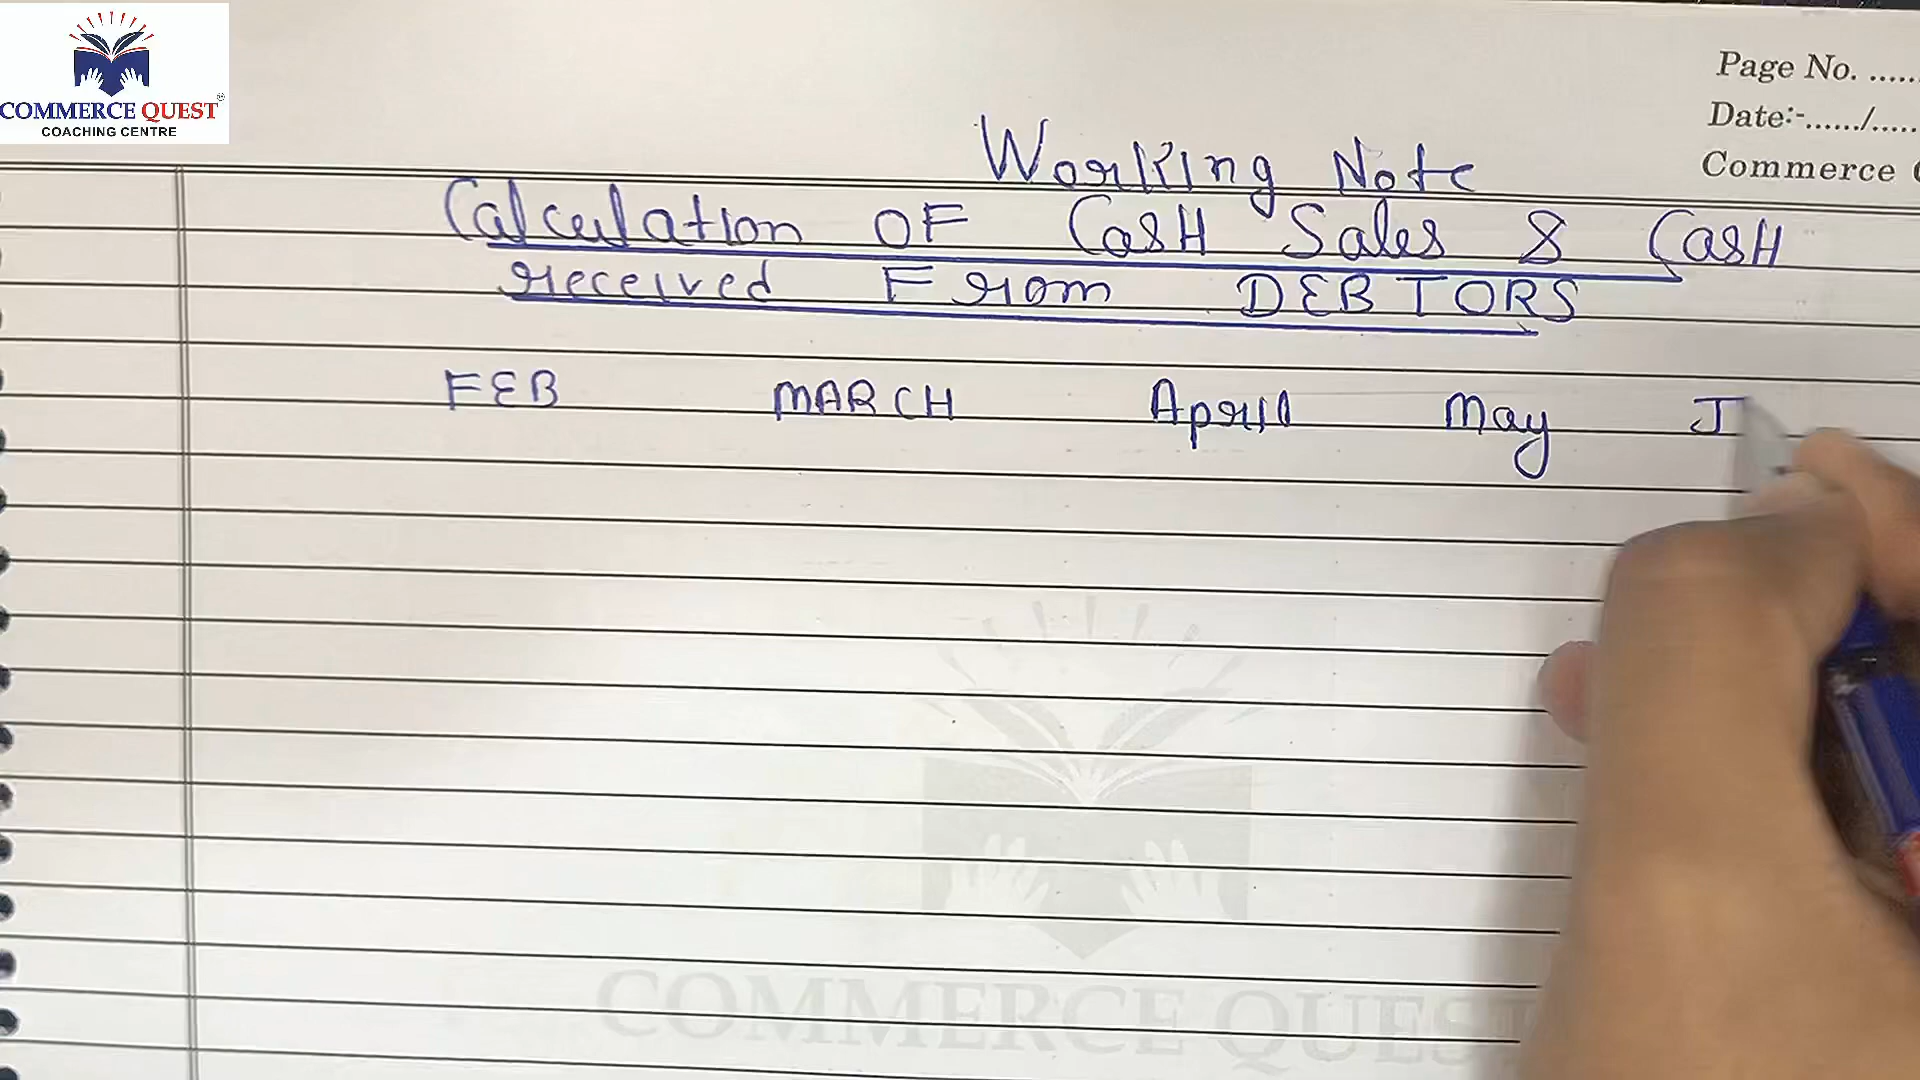 COMMERCE QUEST
COACHING CENTRE
Page No. ......
Date:-....../.....
Commerce
Working Note
Calculation OF CasH Sales & CasH
received From DEBTORS
FEB MARCH April May J
COMMERCE QUEST